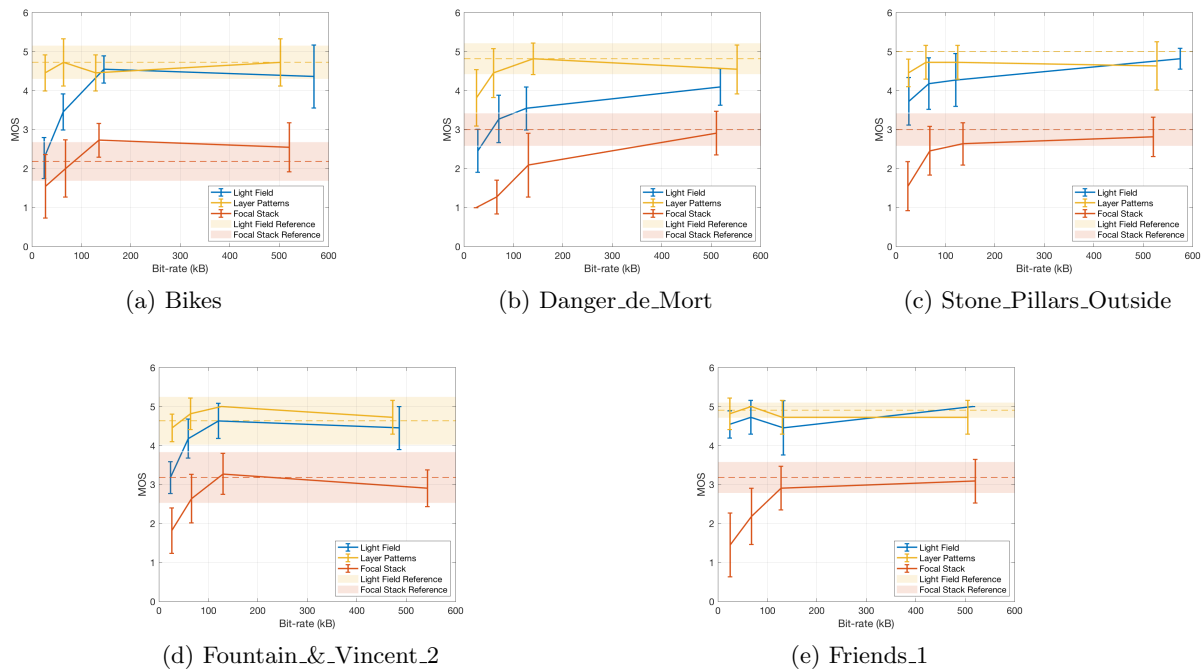 6
5
4
3
2
1
0
MOS
0 100 200 300 400 500 600
Bit-rate (kB)
Light Field
Layer Patterns
Focal Stack
Light Field Reference
Focal Stack Reference
(a) Bikes
6
5
4
3
2
1
0
MOS
0 100 200 300 400 500 600
Bit-rate (kB)
Light Field
Layer Patterns
Focal Stack
Light Field Reference
Focal Stack Reference
(b) Danger_de_Mort
6
5
4
3
2
1
0
MOS
0 100 200 300 400 500 600
Bit-rate (kB)
Light Field
Layer Patterns
Focal Stack
Light Field Reference
Focal Stack Reference
(c) Stone_Pillars_Outside
6
5
4
3
2
1
0
MOS
0 100 200 300 400 500 600
Bit-rate (kB)
Light Field
Layer Patterns
Focal Stack
Light Field Reference
Focal Stack Reference
(d) Fountain_&_Vincent_2
6
5
4
3
2
1
0
MOS
0 100 200 300 400 500 600
Bit-rate (kB)
Light Field
Layer Patterns
Focal Stack
Light Field Reference
Focal Stack Reference
(e) Friends_1